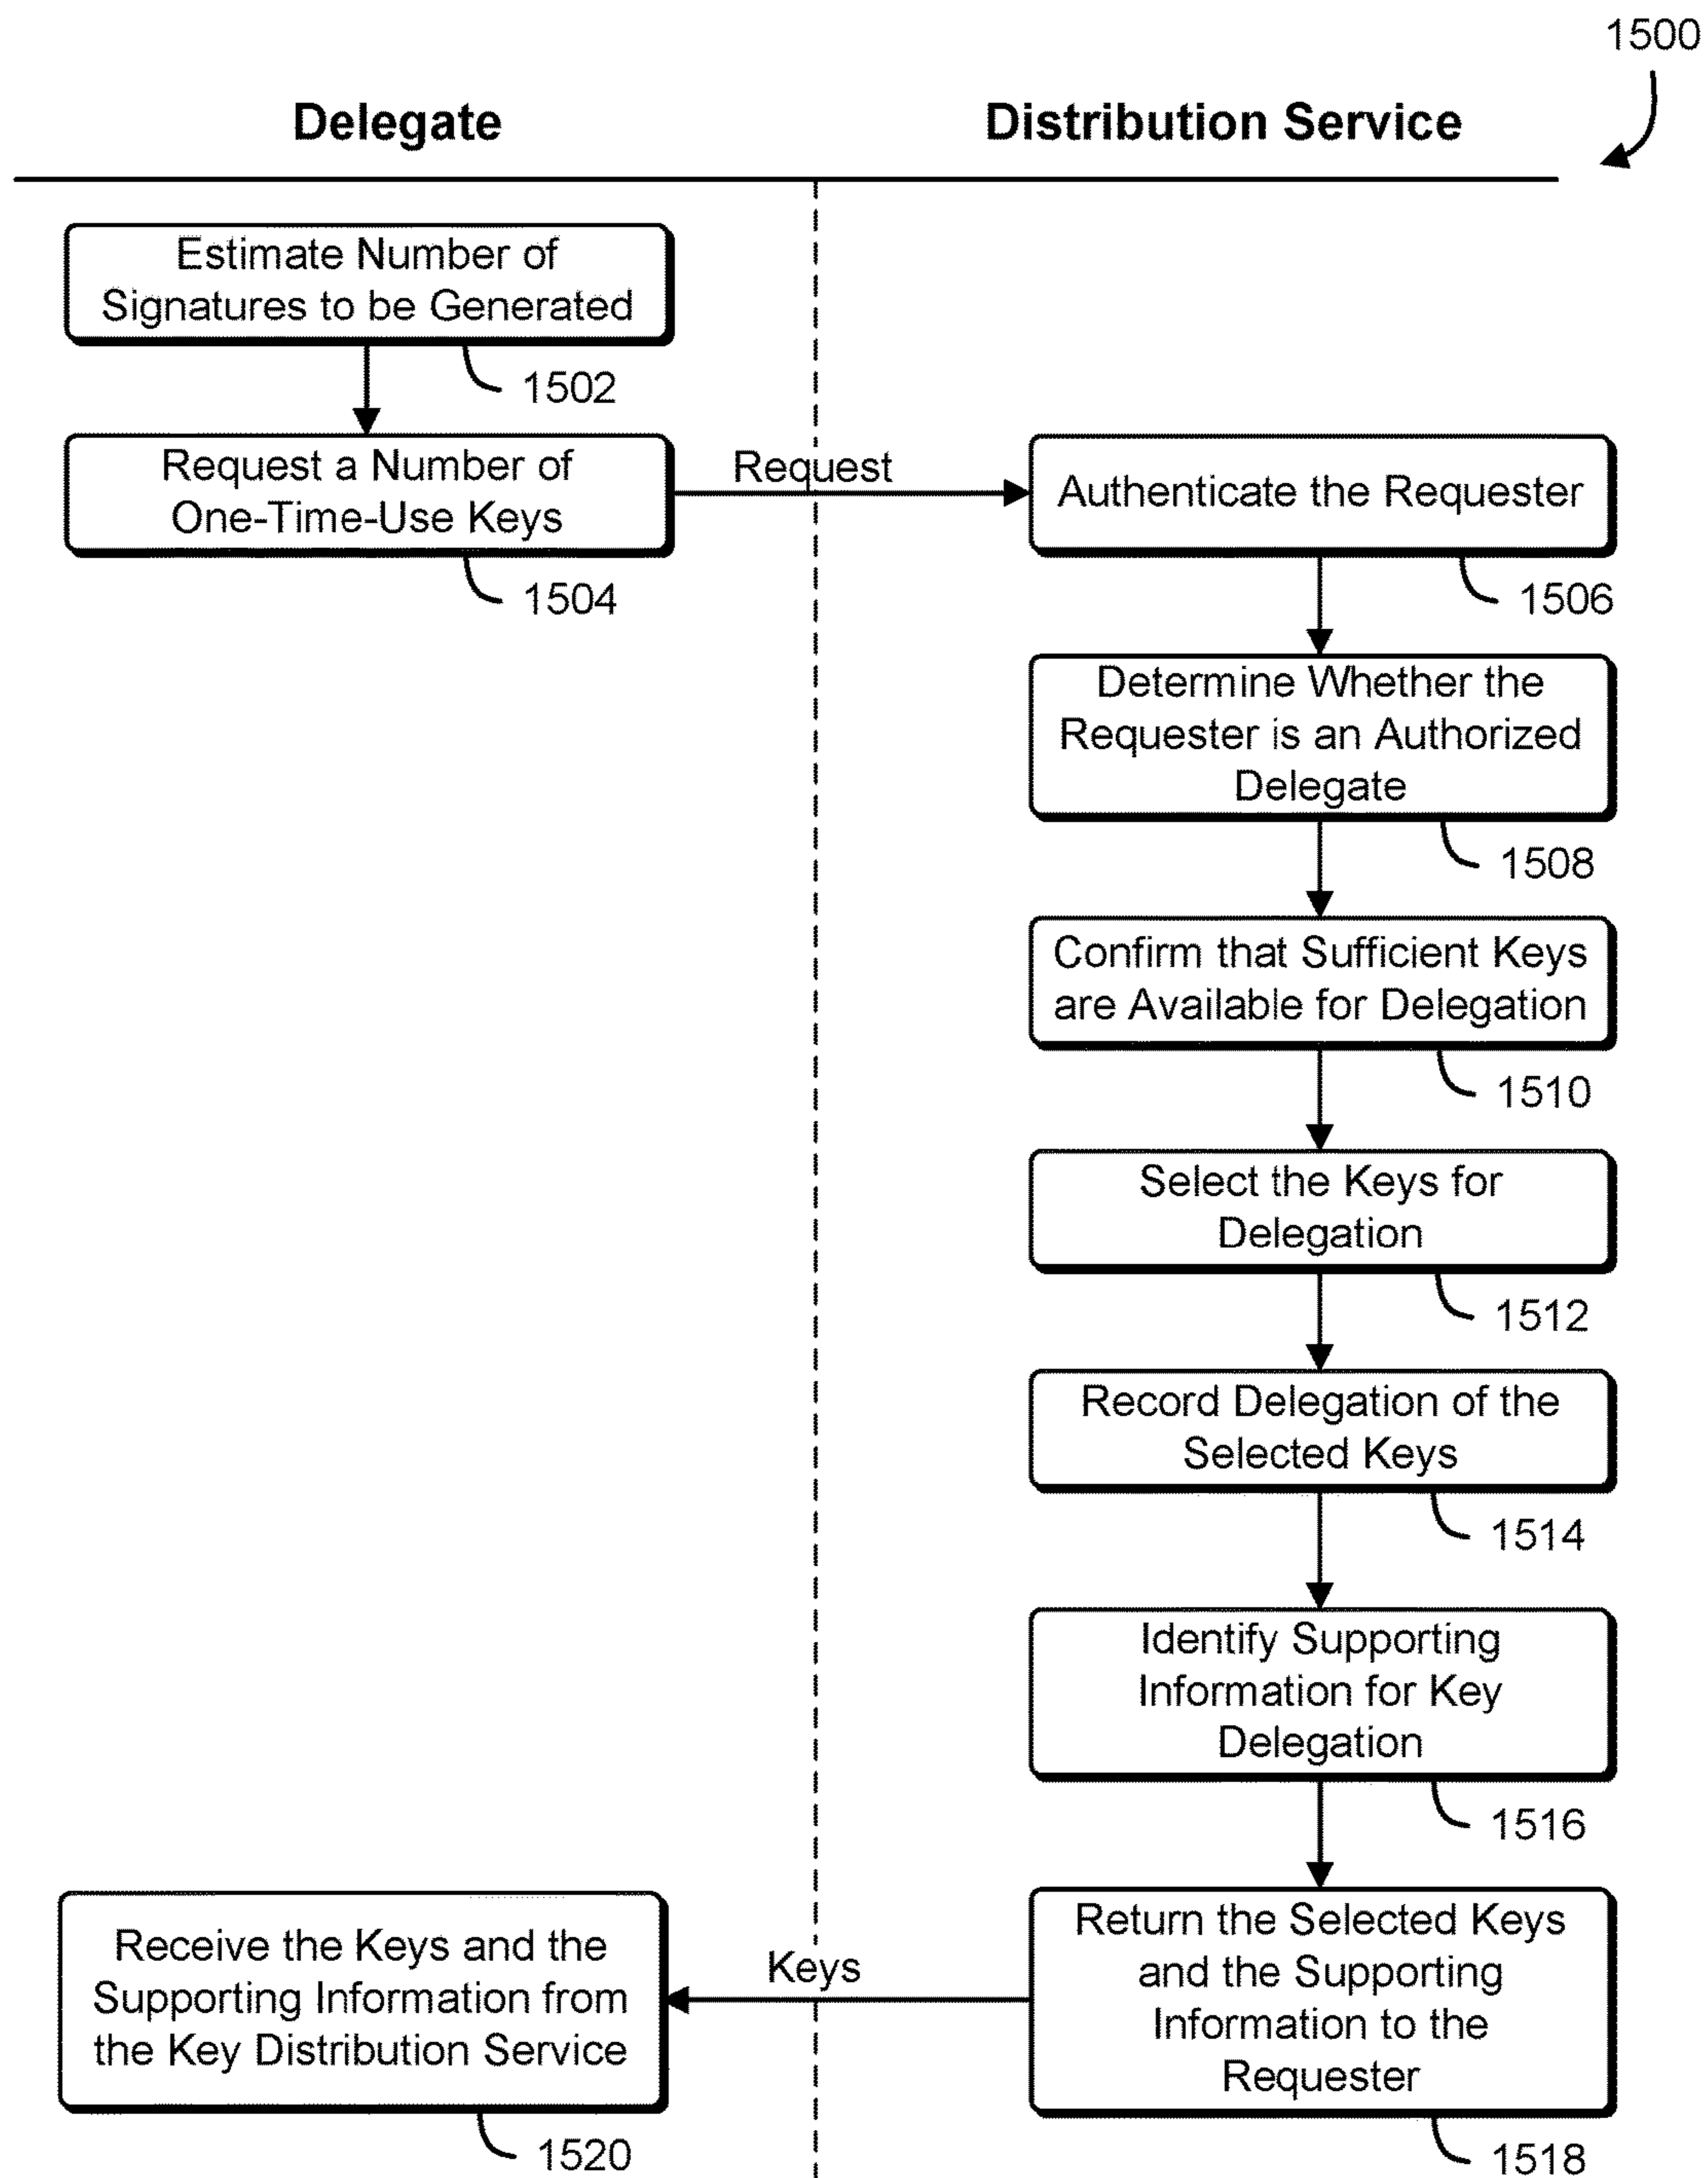 1500
Delegate
Distribution Service
Estimate Number of
Signatures to be Generated
1502
Request a Number of
One-Time-Use Keys
1504
Request
Authenticate the Requester
1506
Determine Whether the
Requester is an Authorized
Delegate
1508
Confirm that Sufficient Keys
are Available for Delegation
1510
Select the Keys for
Delegation
1512
Record Delegation of the
Selected Keys
1514
Identify Supporting
Information for Key
Delegation
1516
Return the Selected Keys
and the Supporting
Information to the
Requester
1518
Keys
Receive the Keys and the
Supporting Information from
the Key Distribution Service
1520